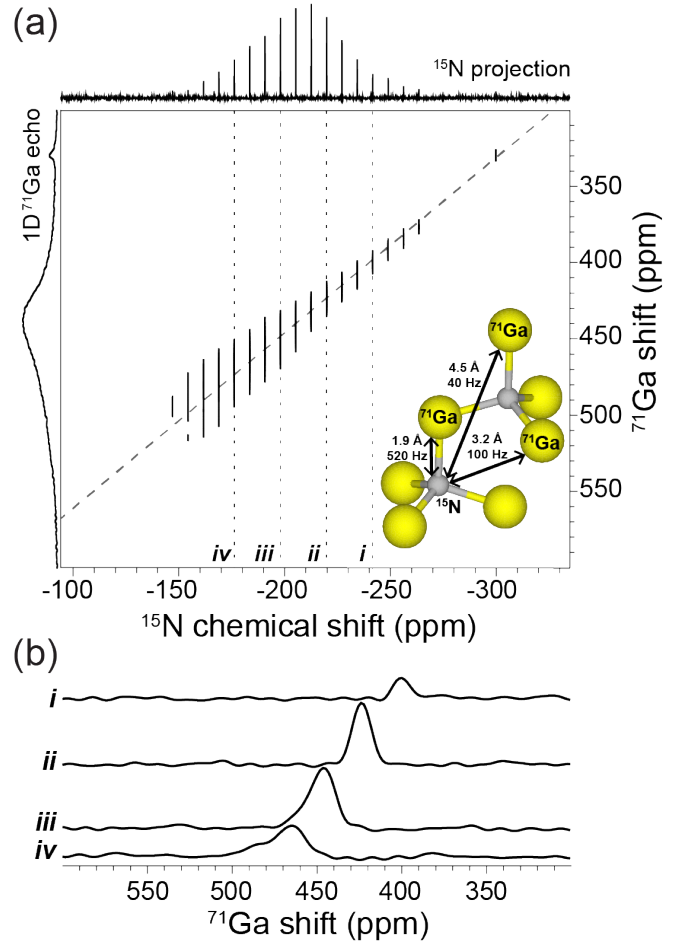 (a)
¹⁵N projection
1D ⁷¹Ga echo
350
400
450
500
550
⁷¹Ga shift (ppm)
⁷¹Ga
4.5 Å
40 Hz
⁷¹Ga
1.9 Å
520 Hz
3.2 Å
100 Hz
⁷¹Ga
¹⁵N
iv iii ii i
-100 -150 -200 -250 -300
¹⁵N chemical shift (ppm)
(b)
i
ii
iii
iv
550 500 450 400 350
⁷¹Ga shift (ppm)